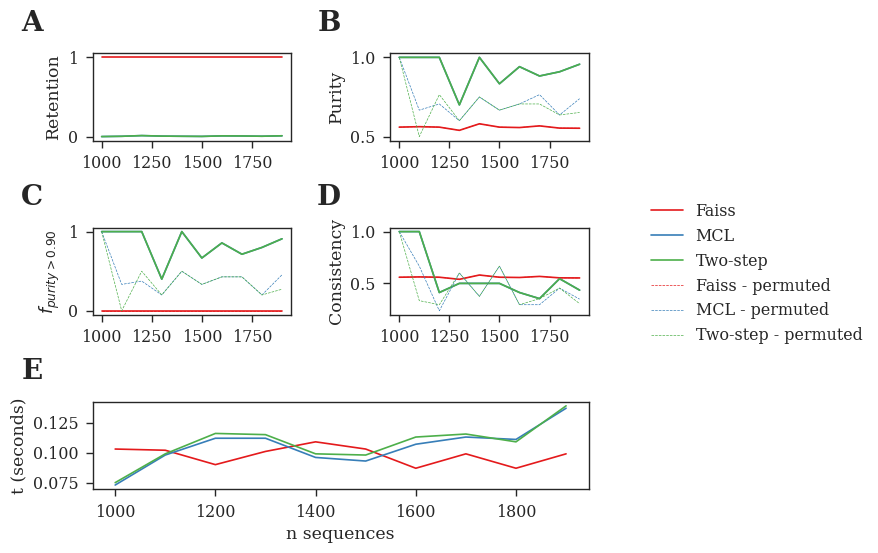 A
B
Retention
1
0
1000 1250 1500 1750
Purity
1.0
0.5
1000 1250 1500 1750
C
D
f_{purity > 0.90}
1
0
1000 1250 1500 1750
Consistency
1.0
0.5
1000 1250 1500 1750
Faiss
MCL
Two-step
Faiss - permuted
MCL - permuted
Two-step - permuted
E
t (seconds)
0.125
0.100
0.075
1000 1200 1400 1600 1800
n sequences